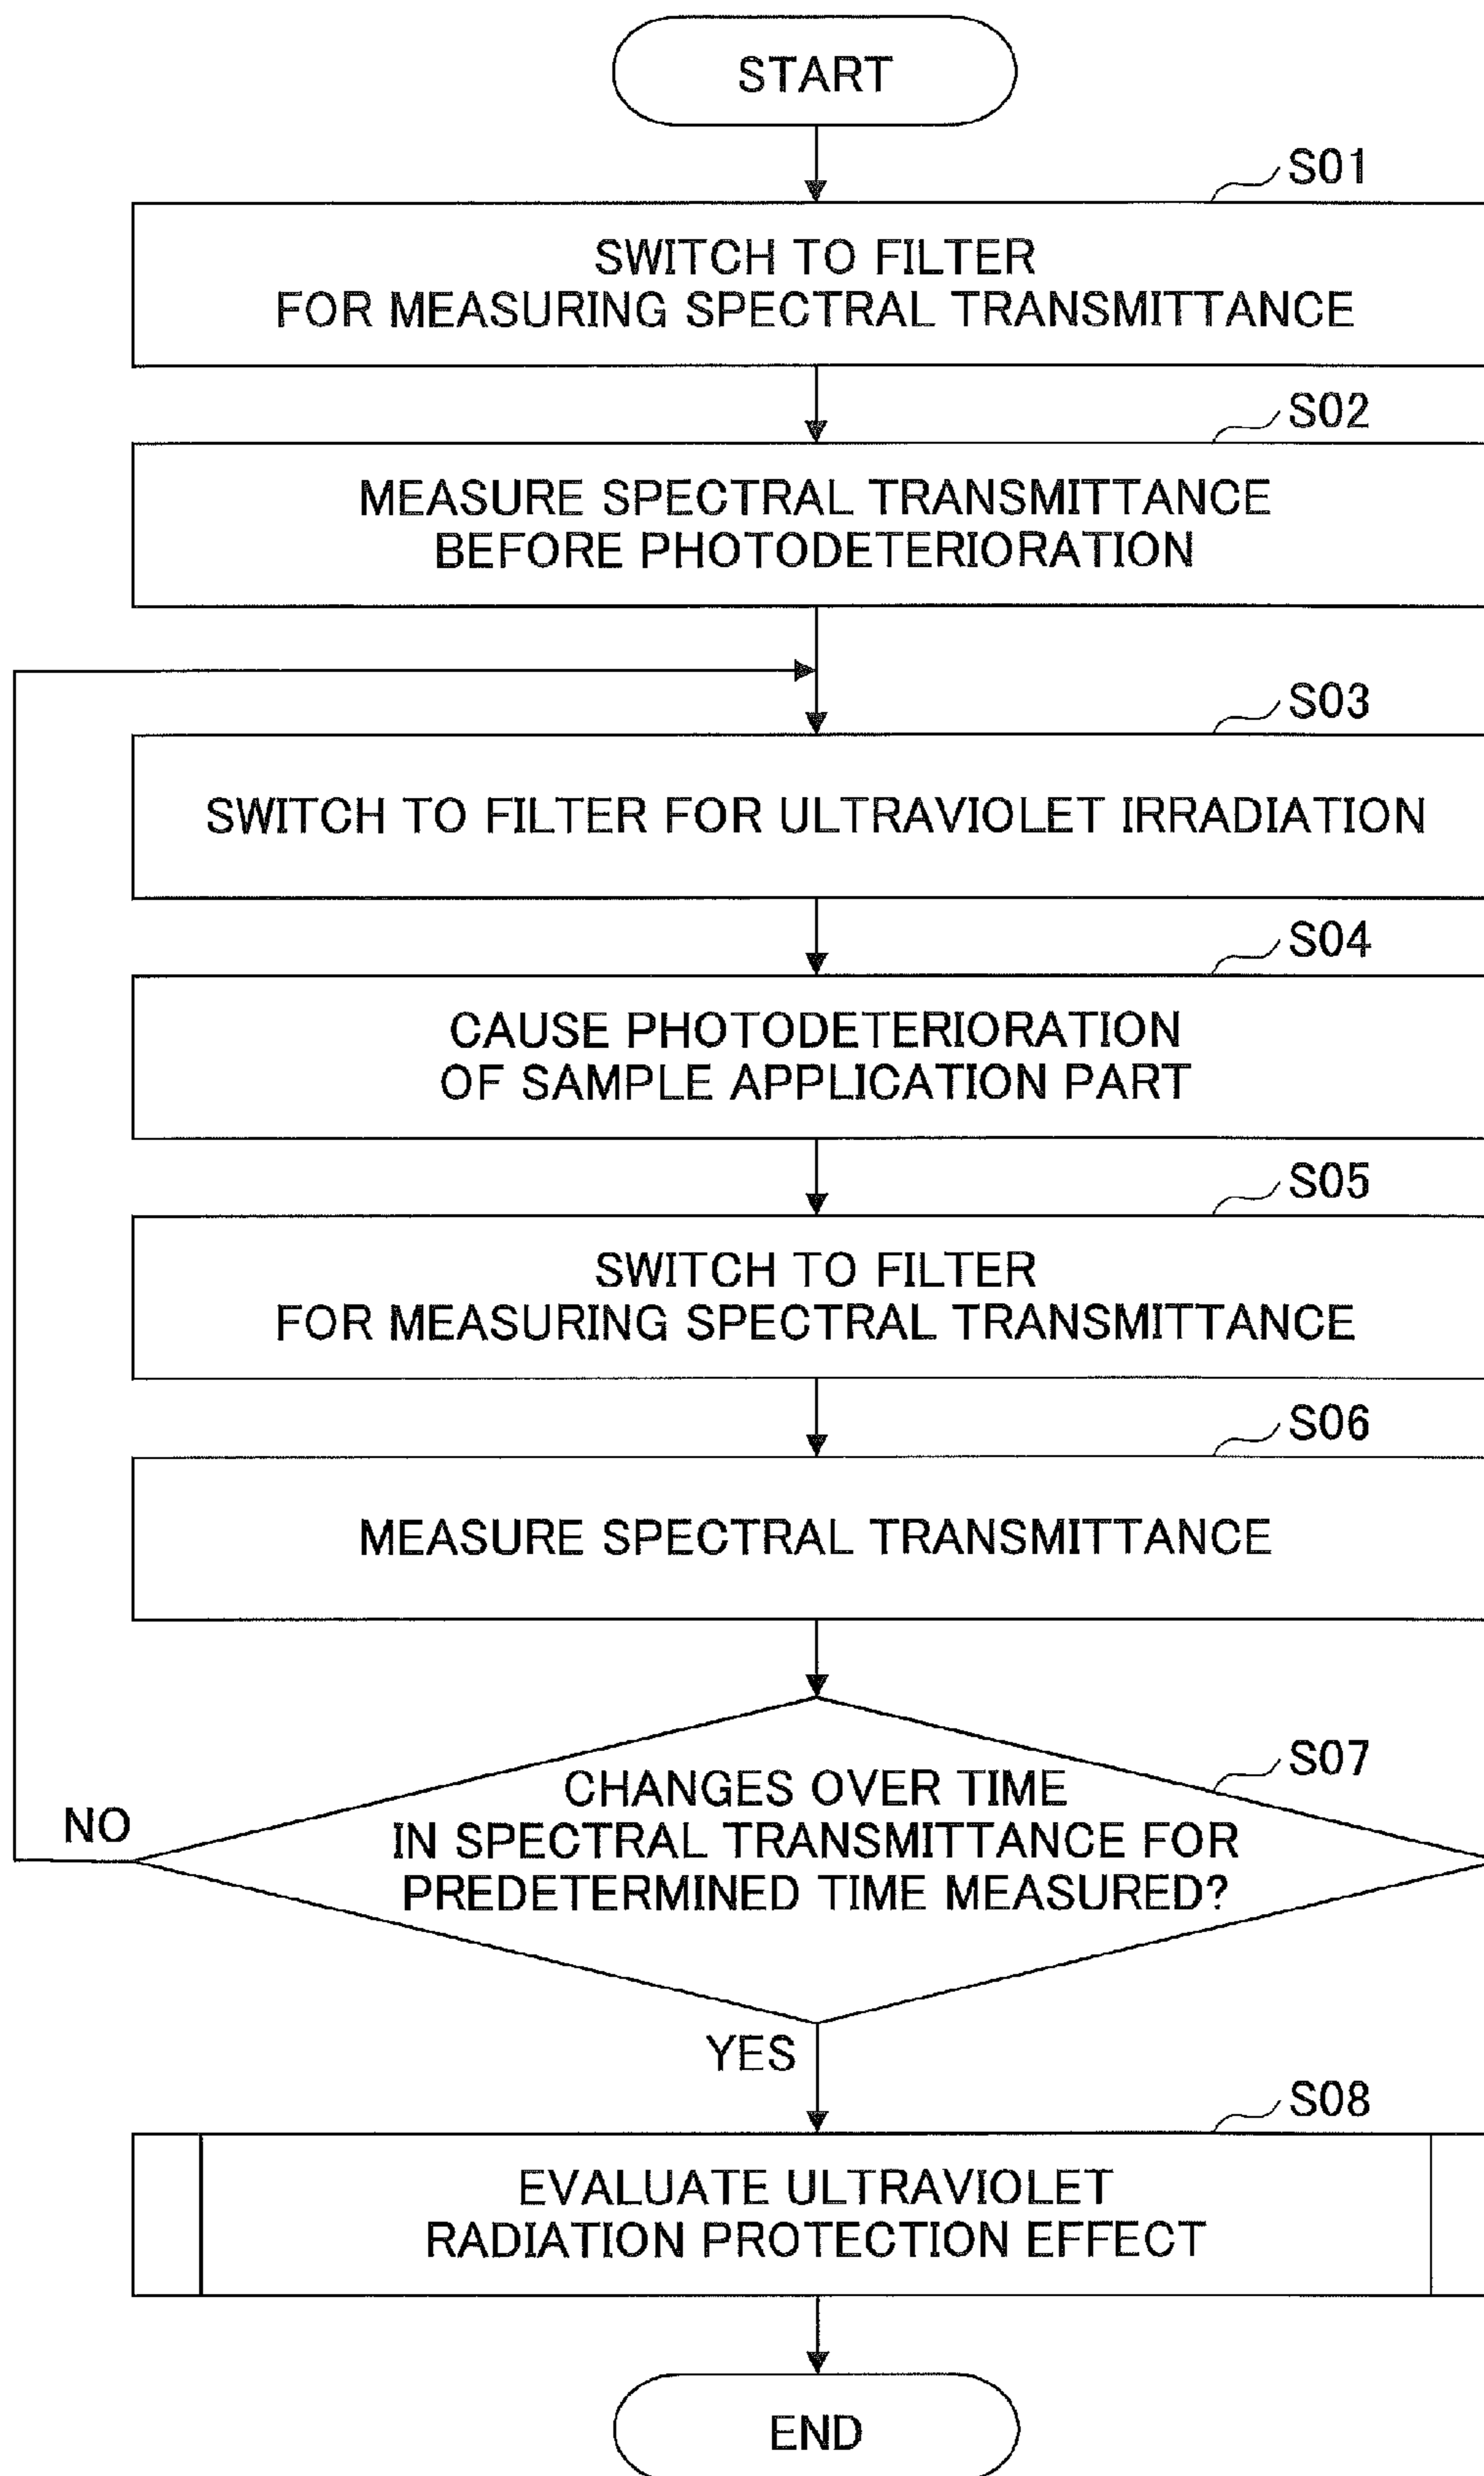 START
S01
SWITCH TO FILTER
FOR MEASURING SPECTRAL TRANSMITTANCE
S02
MEASURE SPECTRAL TRANSMITTANCE
BEFORE PHOTODETERIORATION
S03
SWITCH TO FILTER FOR ULTRAVIOLET IRRADIATION
S04
CAUSE PHOTODETERIORATION
OF SAMPLE APPLICATION PART
S05
SWITCH TO FILTER
FOR MEASURING SPECTRAL TRANSMITTANCE
S06
MEASURE SPECTRAL TRANSMITTANCE
S07
CHANGES OVER TIME
IN SPECTRAL TRANSMITTANCE FOR
PREDETERMINED TIME MEASURED?
NO
YES
S08
EVALUATE ULTRAVIOLET
RADIATION PROTECTION EFFECT
END